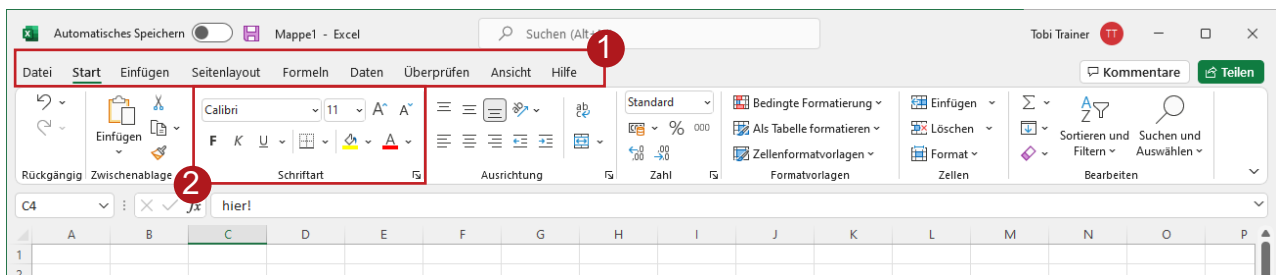 Automatisches Speichern Mappe1 - Excel Suchen (Alt+ Tobi Trainer TT
1
Datei Start Einfügen Seitenlayout Formeln Daten Überprüfen Ansicht Hilfe Kommentare Teilen
Calibri 11 A A ab Standard Bedingte Formatierung Einfügen Σ A
c Z
Einfügen % 000 Als Tabelle formatieren Löschen Sortieren und Suchen und
F K U A Filtern Auswählen
,00 Zellenformatvorlagen Format
Rückgängig Zwischenablage Schriftart Ausrichtung Zahl Formatvorlagen Zellen Bearbeiten
2
C4 fx hier!
A B C D E F G H I J K L M N O P
1
2